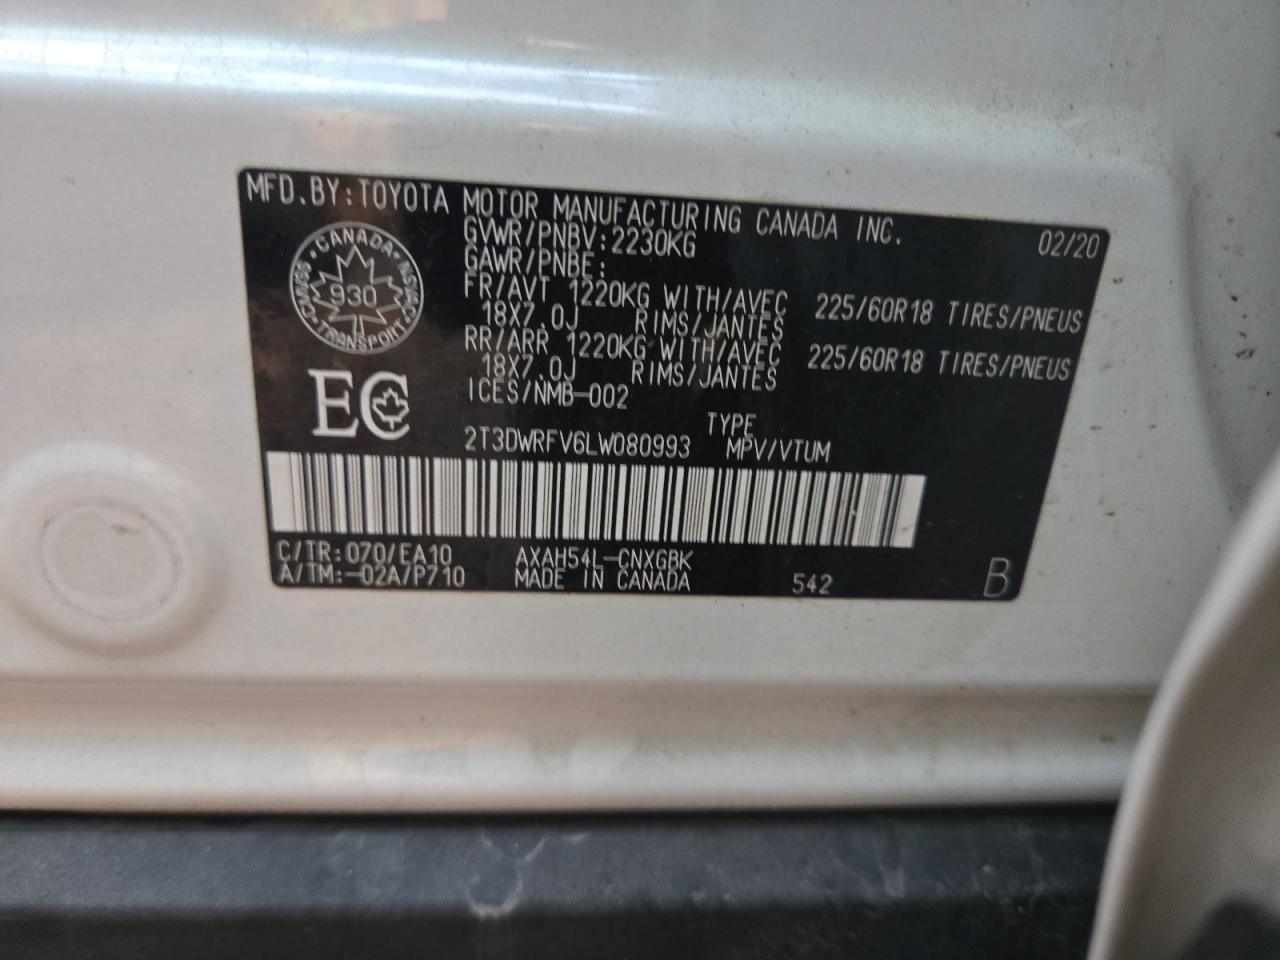 MFD.BY:TOYOTA MOTOR MANUFACTURING CANADA INC. 02/20
GVWR/PNBV:2230KG
GAWR/PNBE:
FR/AVT 1220KG WITH/AVEC 225/60R18 TIRES/PNEUS
18X7.0J RIMS/JANTES
RR/ARR 1220KG WITH/AVEC 225/60R18 TIRES/PNEUS
18X7.0J RIMS/JANTES
ICES/NMB-002
CANADA
930
TRANSPORT
EC
TYPE
2T3DWRFV6LW080993 MPV/VTUM
C/TR:070/EA10 AXAH54L-CNXGBK
A/TM:-02A/P710 MADE IN CANADA 542 B